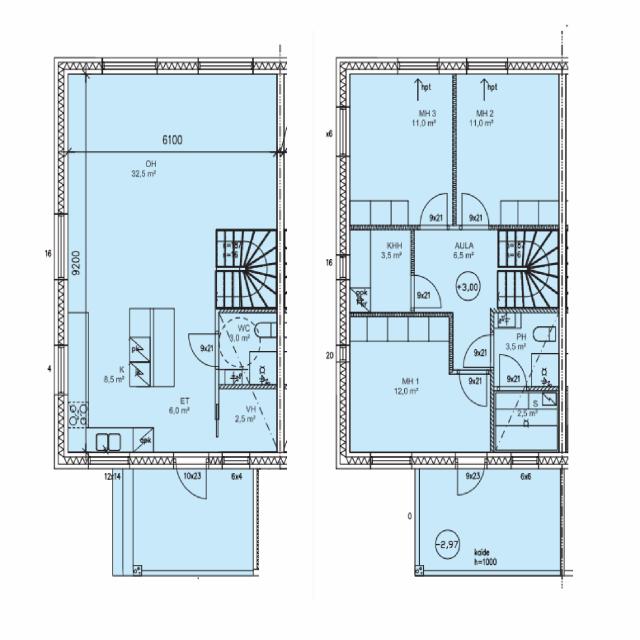 6100
OH
32,5 m²
16
9200
4
WC
3,0 m²
9x21
K
8,5 m²
ET
6,0 m²
VH
2,5 m²
apk
12x14
10x23
6x4
hpt
hpt
MH 3
11,0 m²
MH 2
11,0 m²
x6
9x21
9x21
KHH
3,5 m²
AULA
6,5 m²
16
+3,00
9x21
20
PH
3,5 m²
MH 1
12,0 m²
9x21
9x21
S
2,5 m²
9x23
6x6
0
-2,97
kaide
h=1000